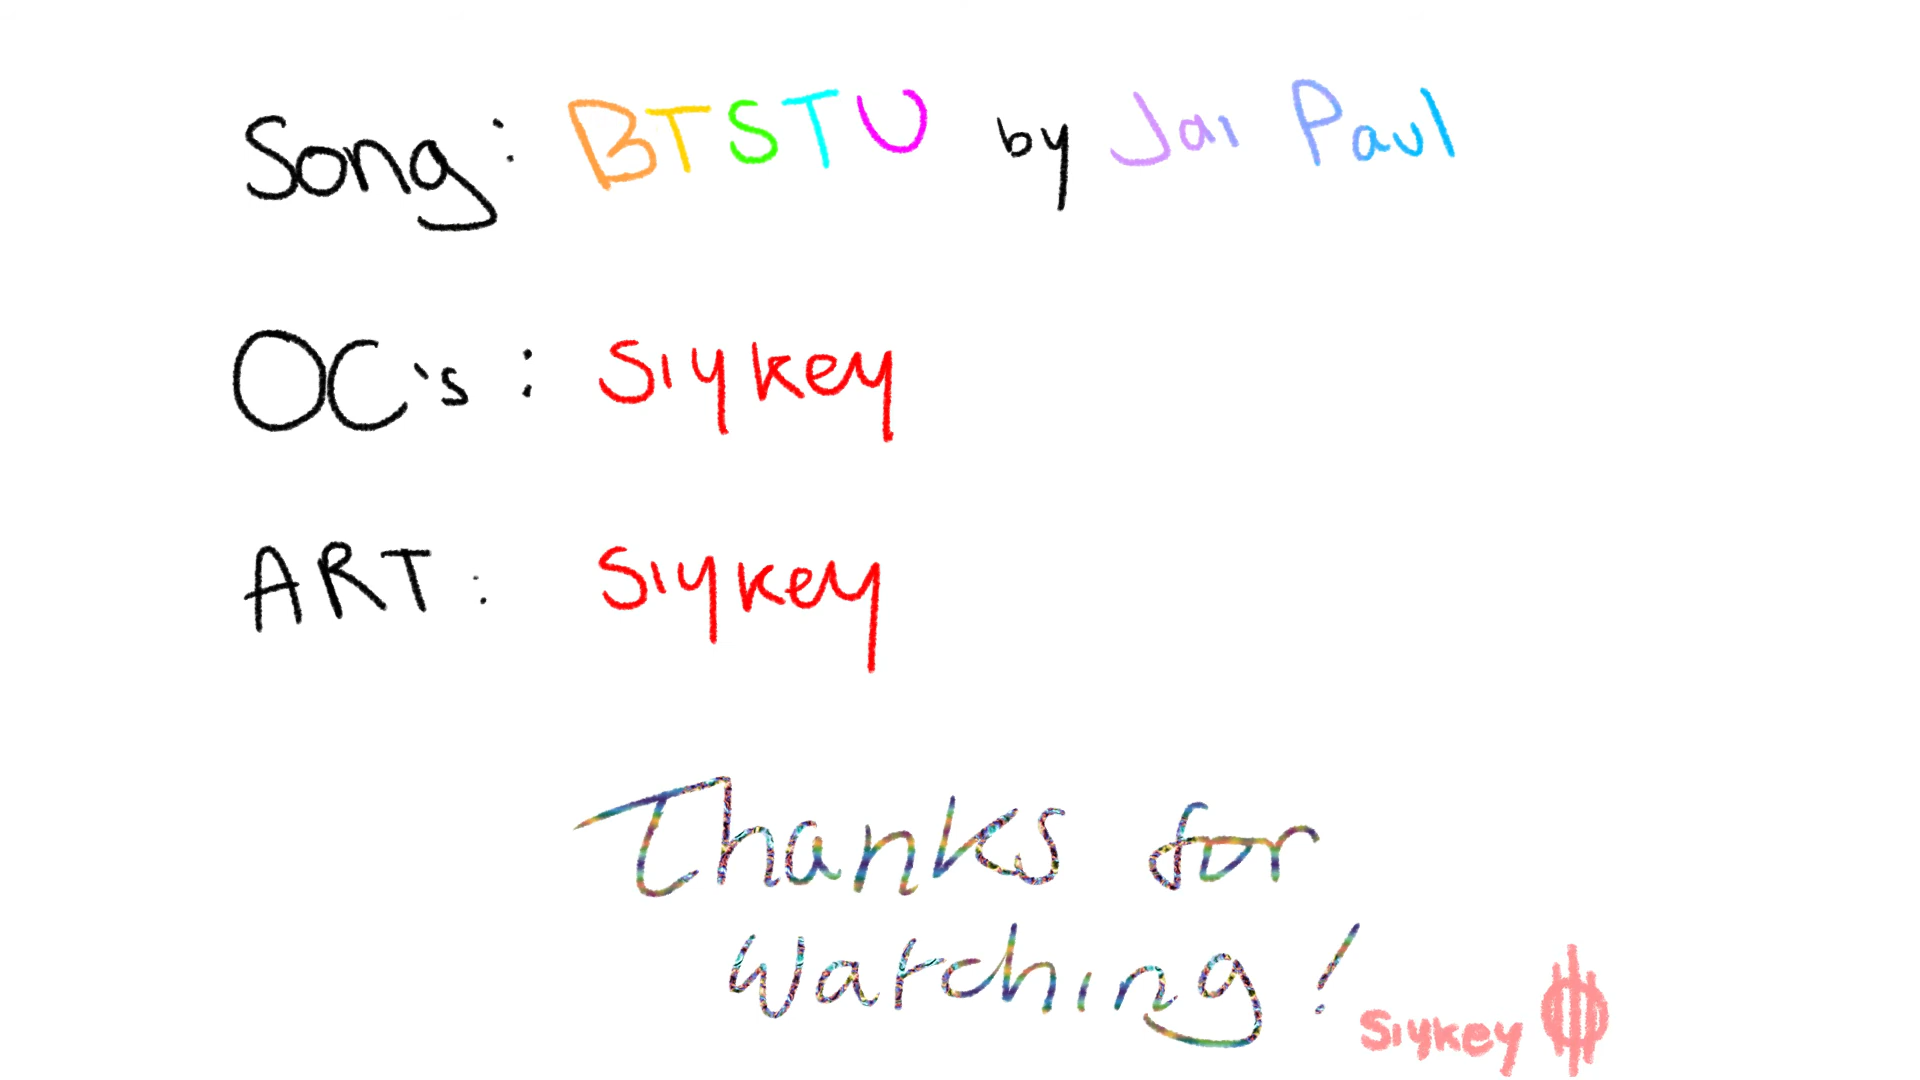 Song: BTSTU by Jai Paul
OC's: Siykey
ART: Siykey
Thanks for
Watching!
Siykey